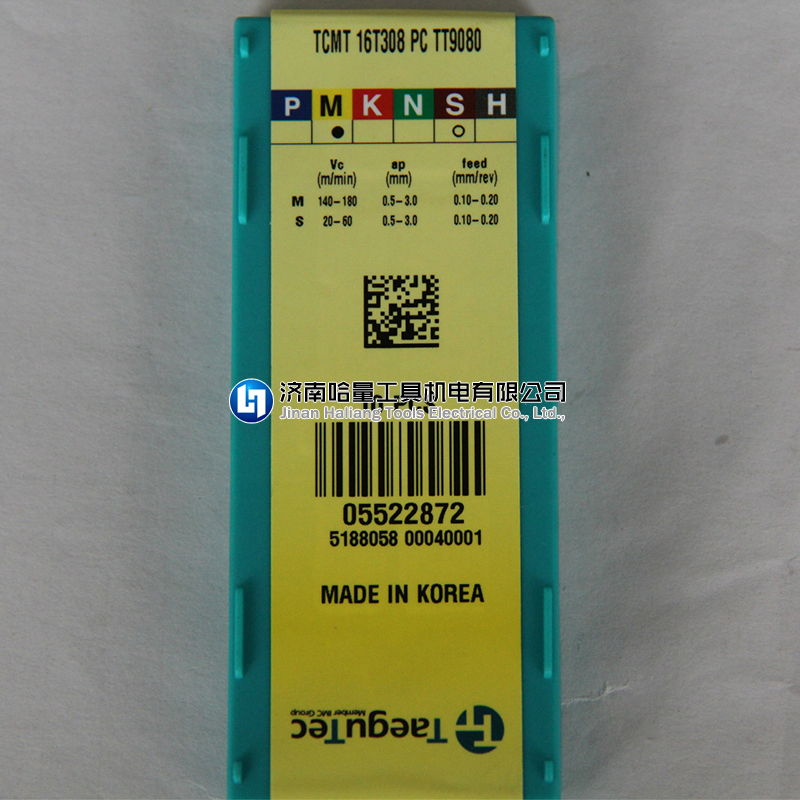 TCMT 16T308 PC TT9080
P M K N S H
Vc ap feed
(m/min) (mm) (mm/rev)
M 140-180 0.5-3.0 0.10-0.20
S 20-60 0.5-3.0 0.10-0.20
济南哈量工具机电有限公司
Jinan Haliang Tools Electrical Co., Ltd.,
05522872
5188058 00040001
MADE IN KOREA
TaeguTec
Member IMC Group